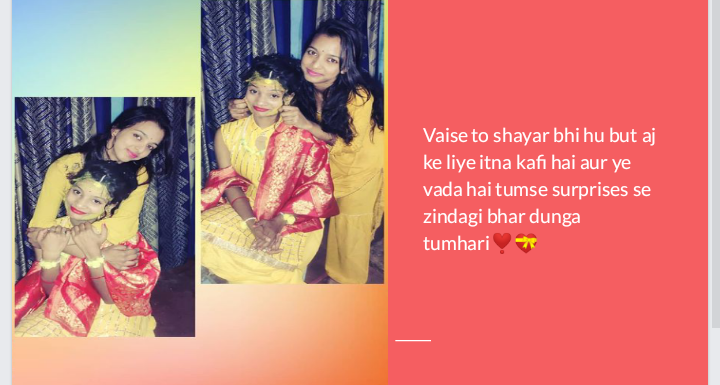 Vaise to shayar bhi hu but aj
ke liye itna kafi hai aur ye
vada hai tumse surprises se
zindagi bhar dunga
tumhari❣️💝